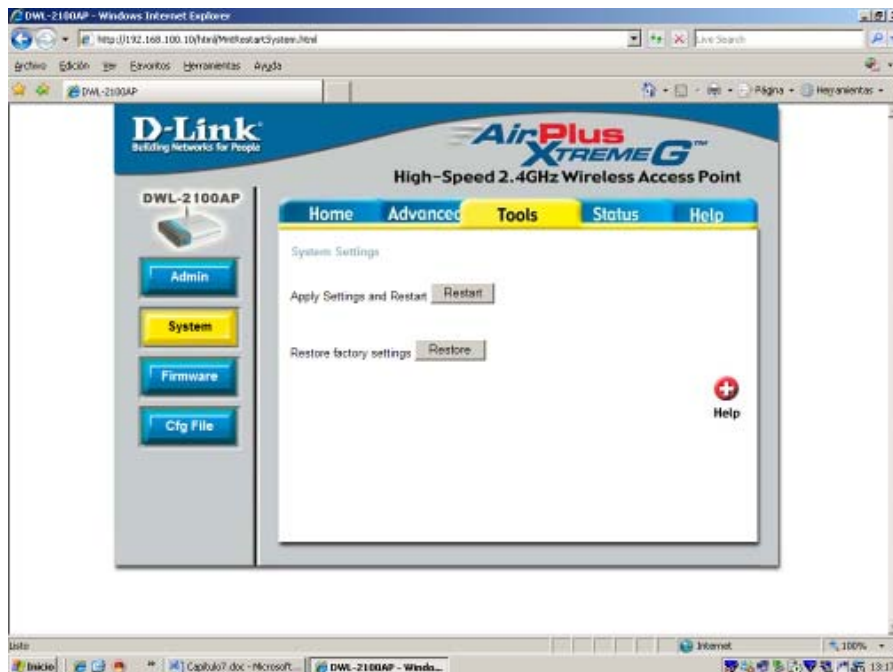 DWL-2100AP - Windows Internet Explorer
http://192.168.100.10/html/MntRestartSystem.html
Live Search
Archivo Edición Ver Favoritos Herramientas Ayuda
DWL-2100AP
Página Herramientas
D-Link
Building Networks for People
AirPlus
XTREME G™
High-Speed 2.4GHz Wireless Access Point
DWL-2100AP
Home Advanced Tools Status Help
System Settings
Admin
Apply Settings and Restart Restart
System
Restore factory settings Restore
Firmware
Help
Cfg File
Listo
Internet
100%
Inicio
Capitulo7.doc - Microsoft...
DWL-2100AP - Windo...